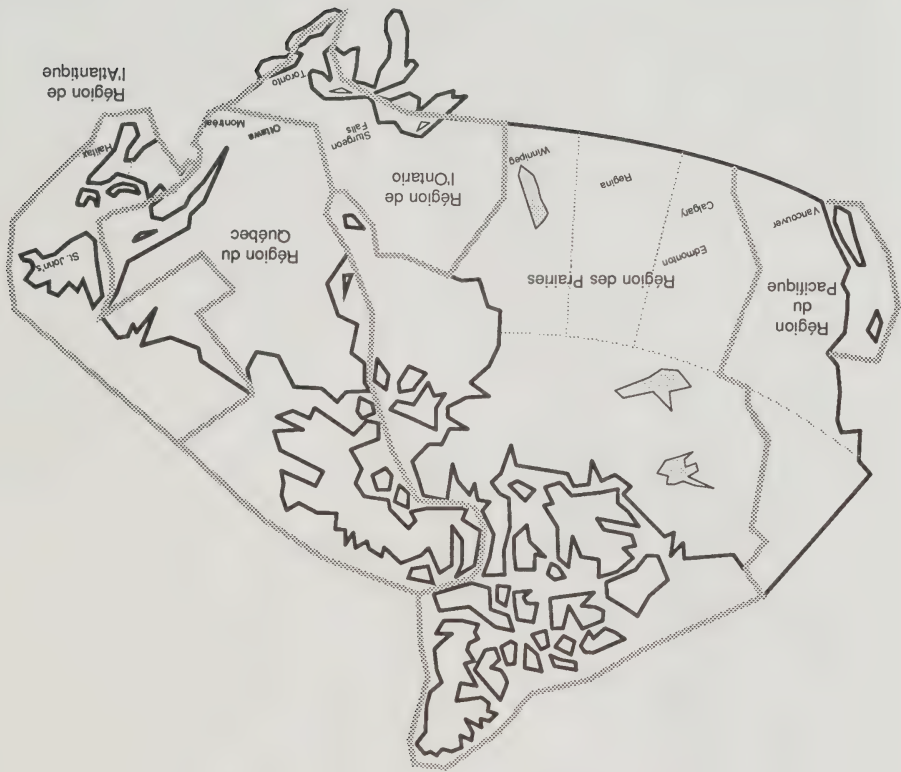 Région
du
Pacifique
Vancouver
Région des Prairies
Edmonton
Calgary
Regina
Winnipeg
Région de
l'Ontario
Région du
Québec
Sturgeon
Falls
Ottawa
Montréal
Toronto
St. John's
Halifax
Région de
l'Atlantique